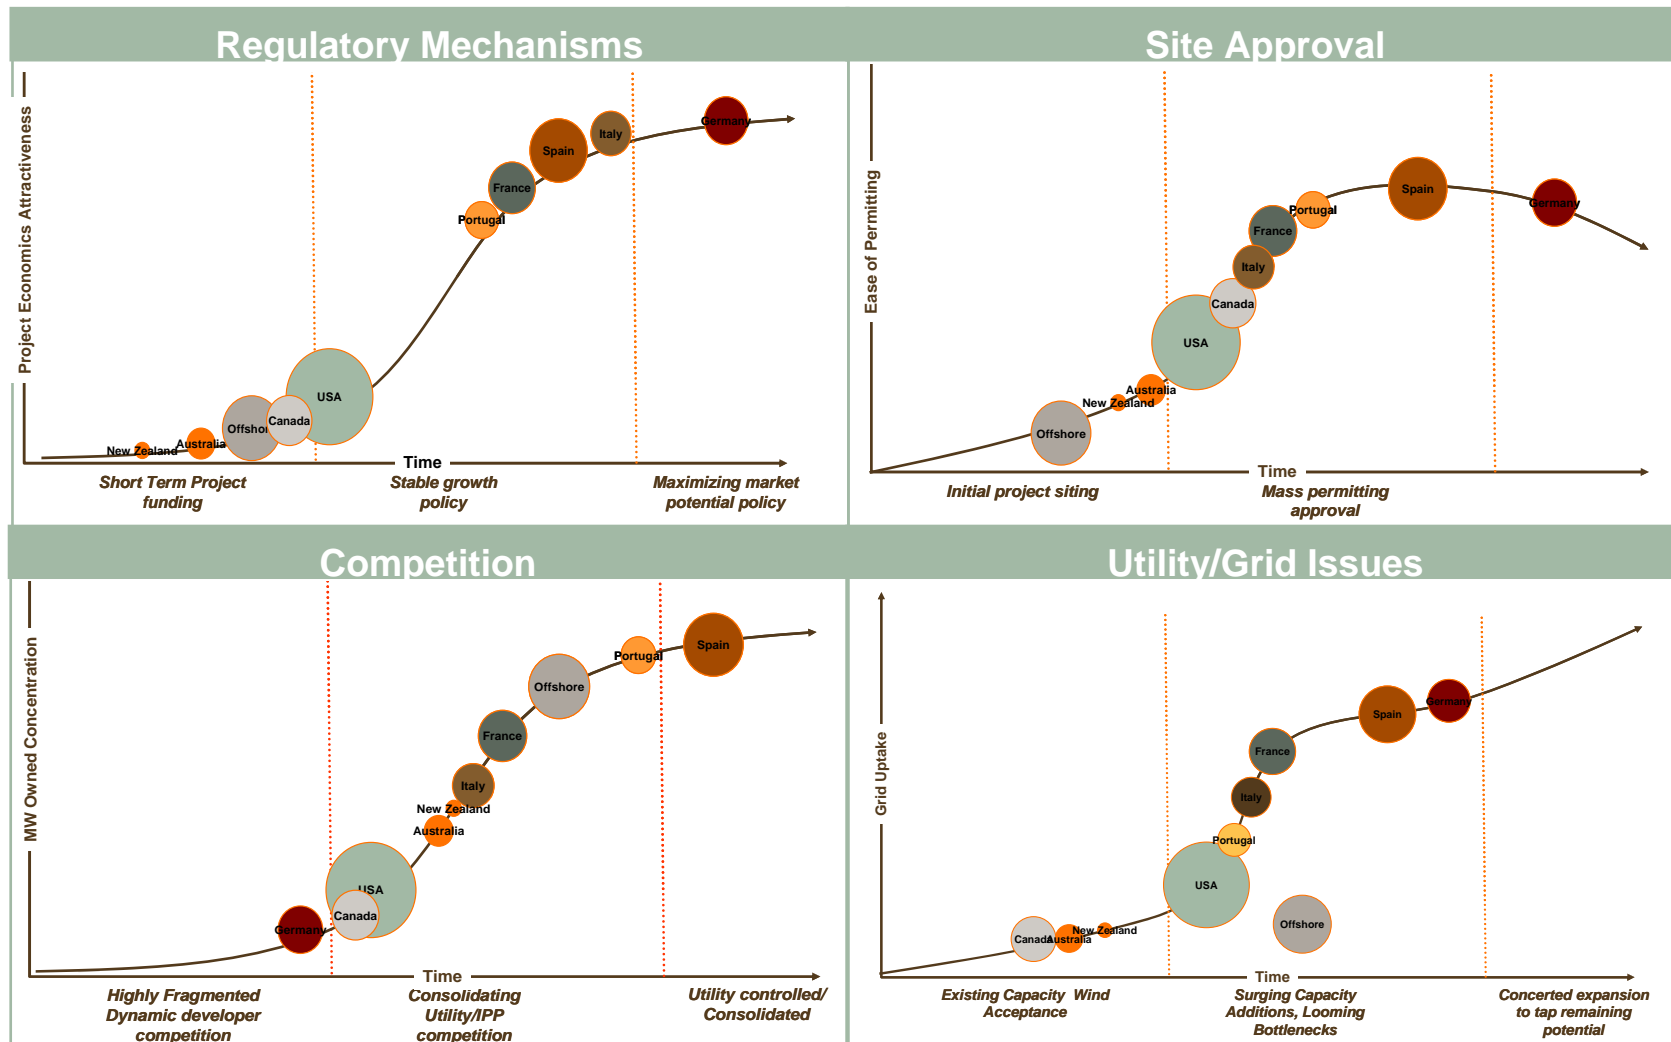 Regulatory Mechanisms
Project Economics Attractiveness
New Zealand
Australia
Offshor
Canada
USA
Portugal
France
Spain
Italy
Germany
Time
Short Term Project
funding
Stable growth
policy
Maximizing market
potential policy
Site Approval
Ease of Permitting
Offshore
New Zealand
Australia
USA
Canada
Italy
France
Portugal
Spain
Germany
Time
Initial project siting
Mass permitting
approval
Competition
MW Owned Concentration
Germany
Canada
USA
Australia
New Zealand
Italy
France
Offshore
Portugal
Spain
Time
Highly Fragmented
Dynamic developer
competition
Consolidating
Utility/IPP
competition
Utility controlled/
Consolidated
Utility/Grid Issues
Grid Uptake
Canada
Australia
New Zealand
USA
Portugal
Italy
France
Spain
Germany
Offshore
Time
Existing Capacity Wind
Acceptance
Surging Capacity
Additions, Looming
Bottlenecks
Concerted expansion
to tap remaining
potential